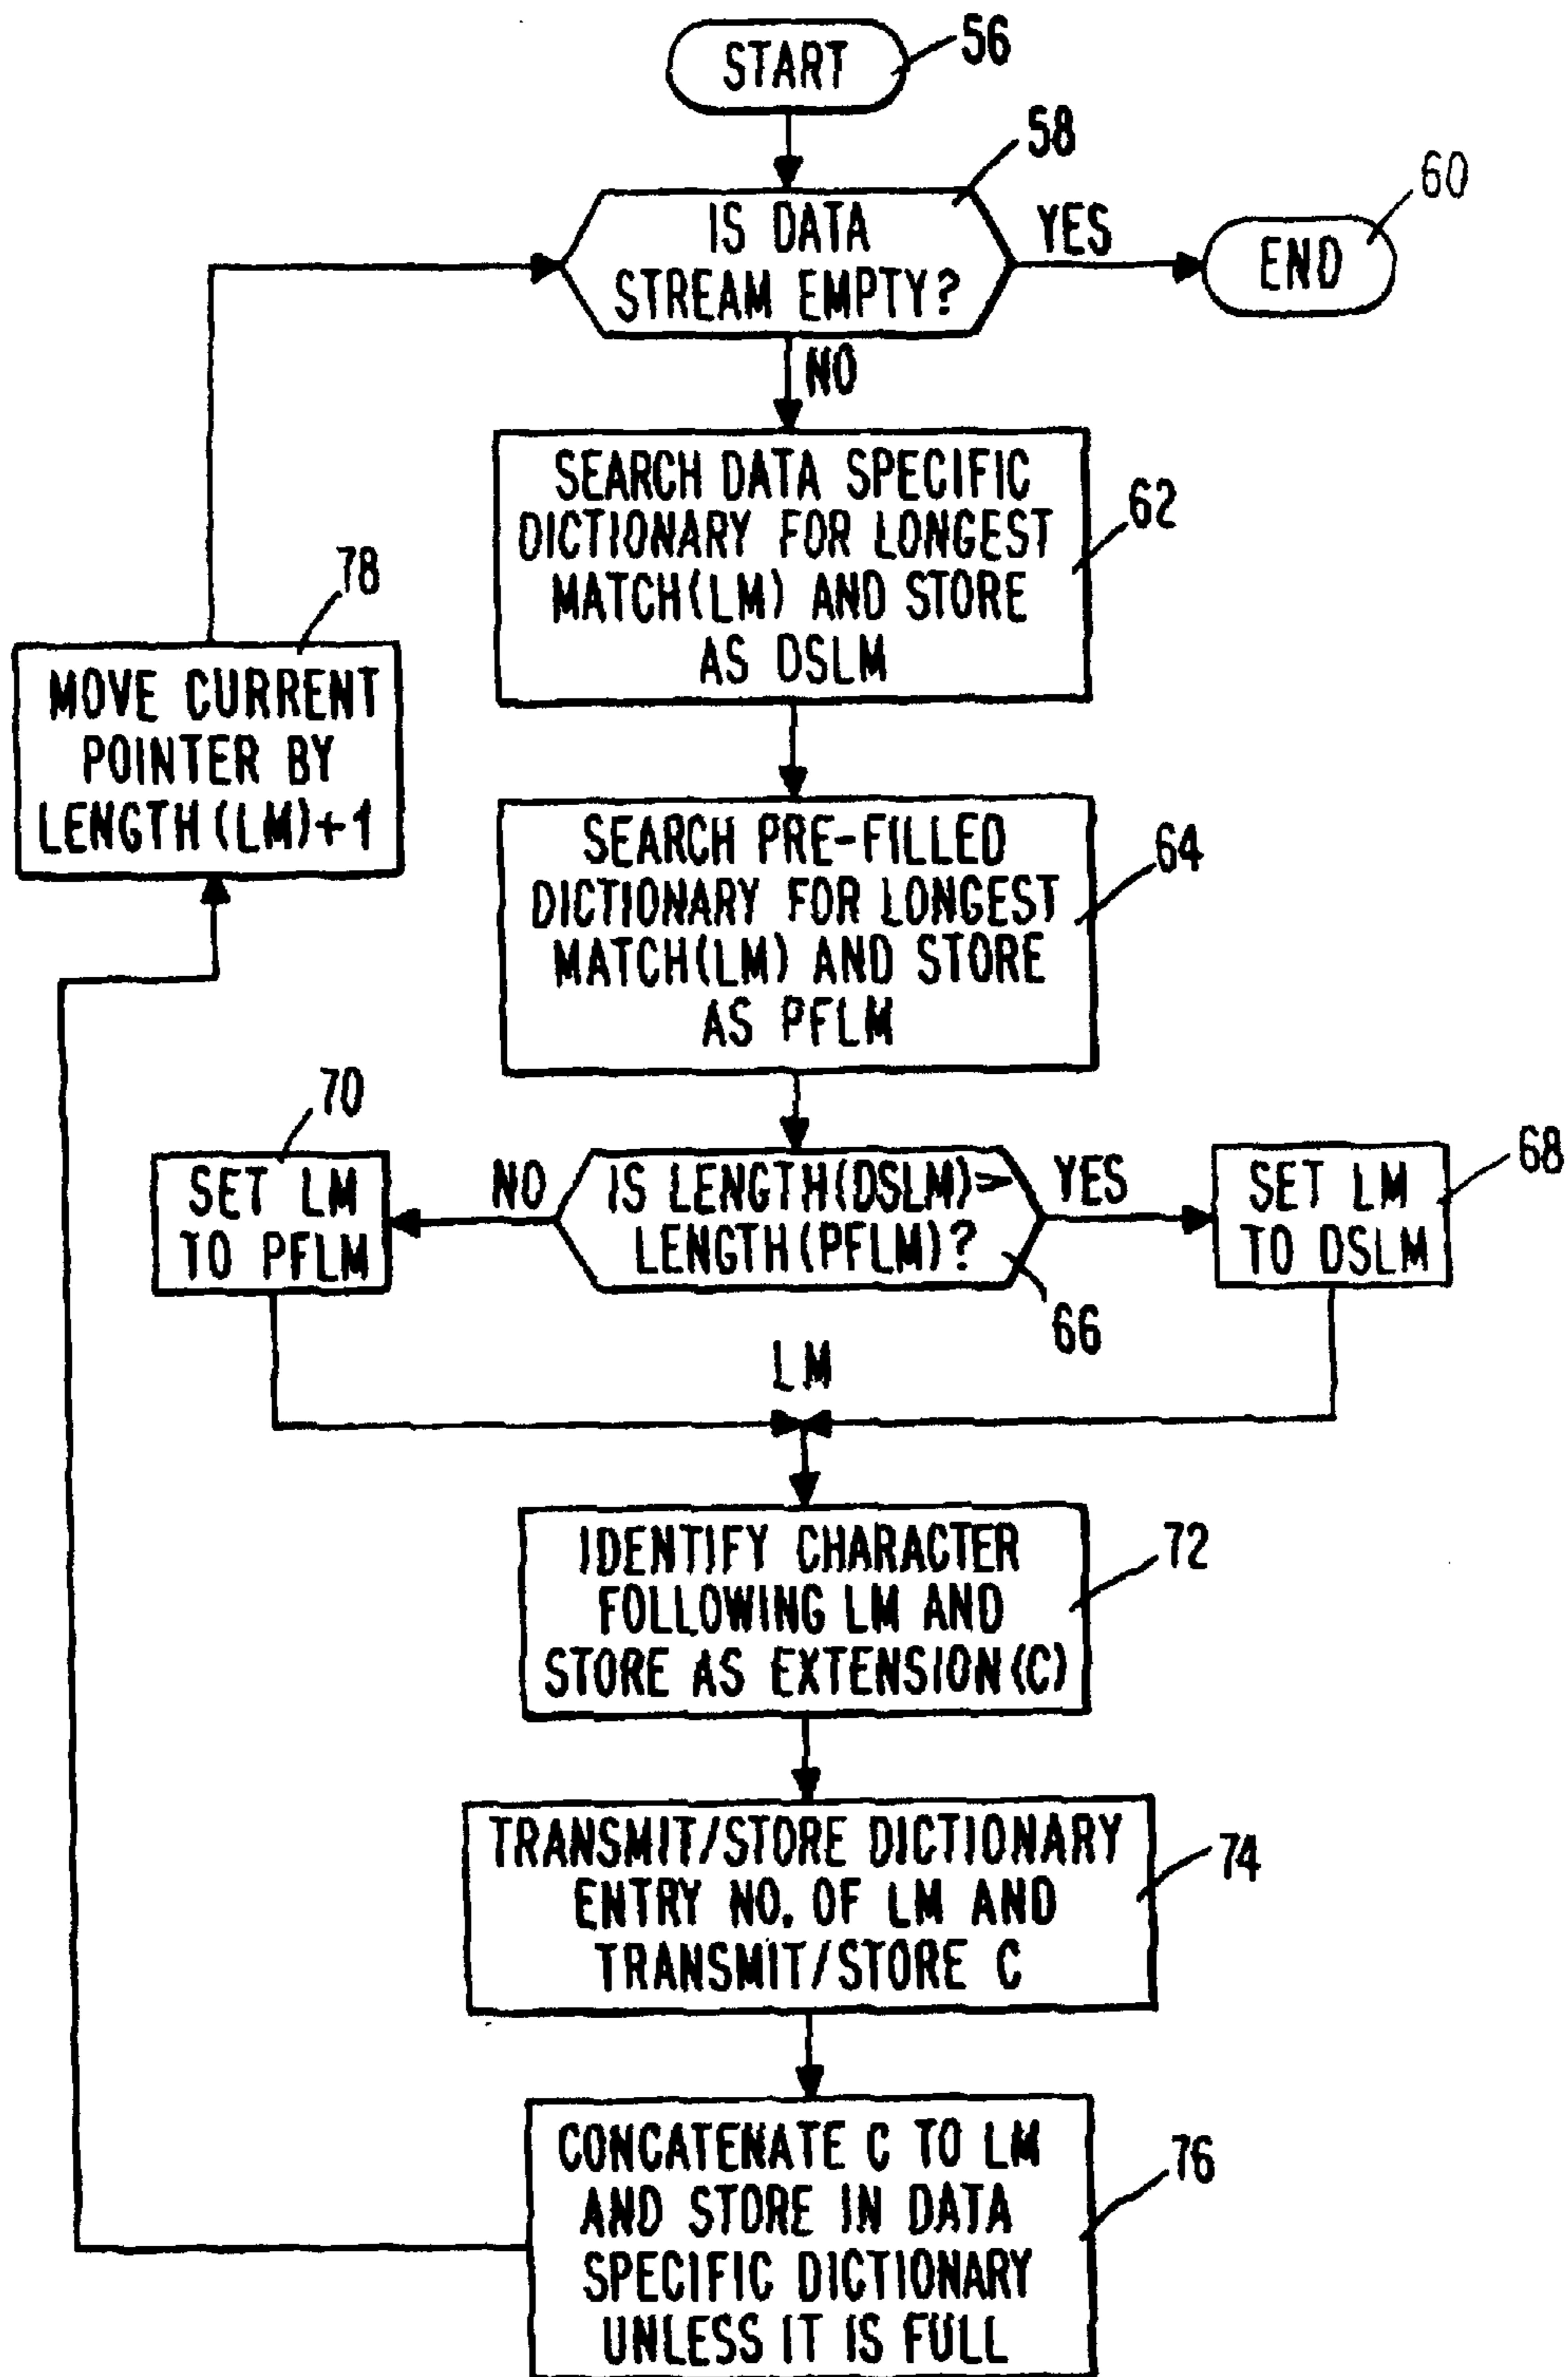 START
56
58
IS DATA
STREAM EMPTY?
YES
60
END
NO
SEARCH DATA SPECIFIC
DICTIONARY FOR LONGEST
MATCH(LM) AND STORE
AS DSLM
62
78
MOVE CURRENT
POINTER BY
LENGTH(LM)+1
SEARCH PRE-FILLED
DICTIONARY FOR LONGEST
MATCH(LM) AND STORE
AS PFLM
64
70
SET LM
TO PFLM
NO
IS LENGTH(DSLM)>=
LENGTH(PFLM)?
YES
66
SET LM
TO DSLM
68
LM
IDENTIFY CHARACTER
FOLLOWING LM AND
STORE AS EXTENSION(C)
72
TRANSMIT/STORE DICTIONARY
ENTRY NO. OF LM AND
TRANSMIT/STORE C
74
CONCATENATE C TO LM
AND STORE IN DATA
SPECIFIC DICTIONARY
UNLESS IT IS FULL
76